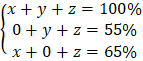 x + y + z = 100%
0 + y + z = 55%
x + 0 + z = 65%